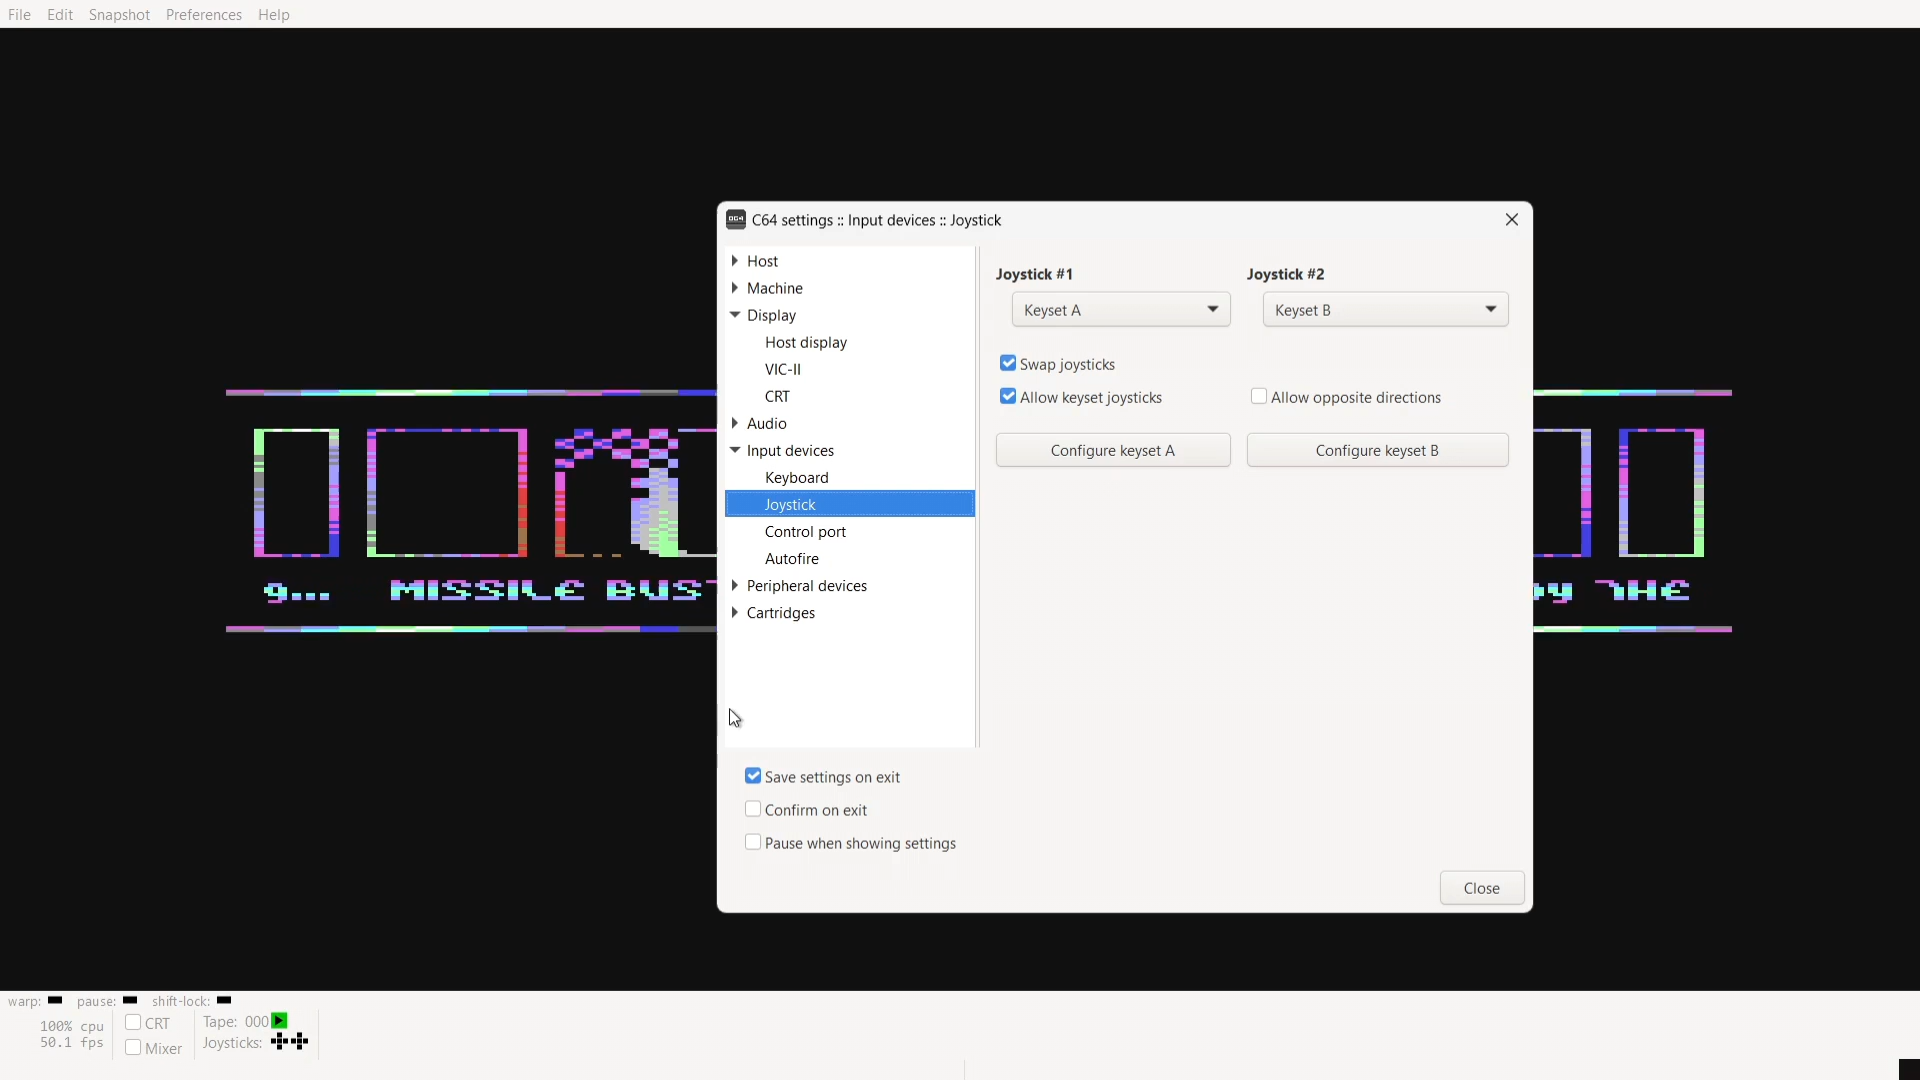 File Edit Snapshot Preferences Help
C64 settings :: Input devices :: Joystick
Host
Machine
Display
Host display
VIC-II
CRT
Audio
Input devices
Keyboard
Joystick
Control port
Autofire
Peripheral devices
Cartridges
Joystick #1
Joystick #2
Keyset A
Keyset B
Swap joysticks
Allow keyset joysticks
Allow opposite directions
Configure keyset A
Configure keyset B
Save settings on exit
Confirm on exit
Pause when showing settings
Close
g... MISSILE BUST
by THE
warp: pause: shift-lock:
100% cpu
50.1 fps
CRT
Mixer
Tape: 000
Joysticks: